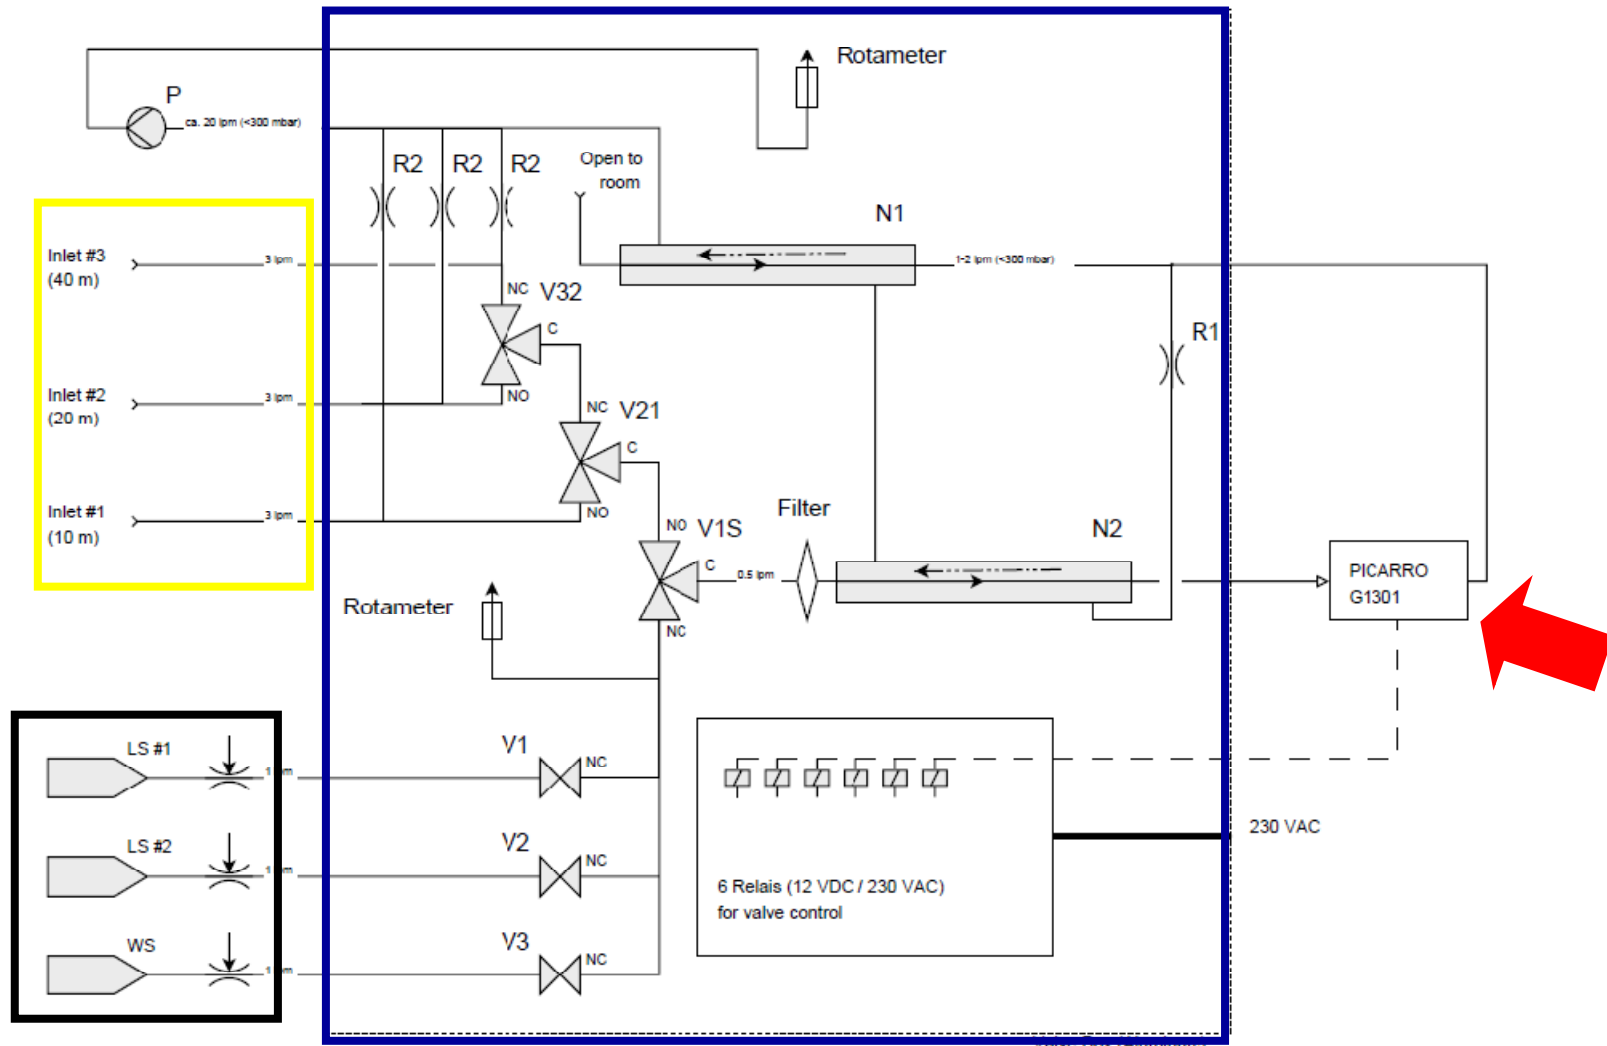 Rotameter
P
ca. 20 lpm (<300 mbar)
R2
R2
R2
Open to
room
N1
Inlet #3
(40 m)
3 lpm
1-2 lpm (<300 mbar)
NC
V32
C
R1
Inlet #2
(20 m)
3 lpm
NO
NC
V21
C
Inlet #1
(10 m)
3 lpm
NO
Filter
NO
V1S
N2
C
0.5 lpm
PICARRO
G1301
Rotameter
NC
LS #1
V1
NC
LS #2
V2
NC
230 VAC
6 Relais (12 VDC / 230 VAC)
for valve control
WS
V3
NC